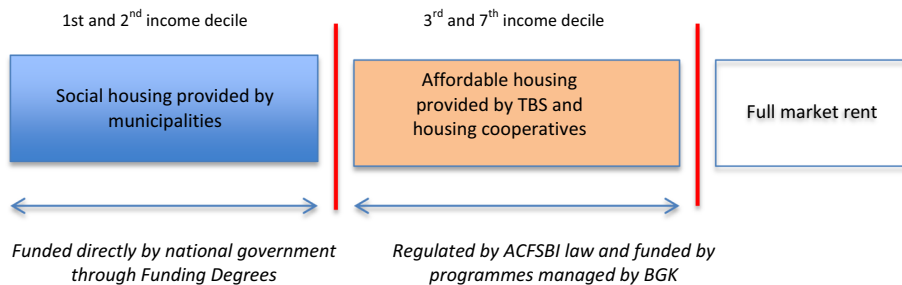 1st and 2nd income decile
3rd and 7th income decile
Social housing provided by
municipalities
Affordable housing
provided by TBS and
housing cooperatives
Full market rent
Funded directly by national government
through Funding Degrees
Regulated by ACFSBI law and funded by
programmes managed by BGK